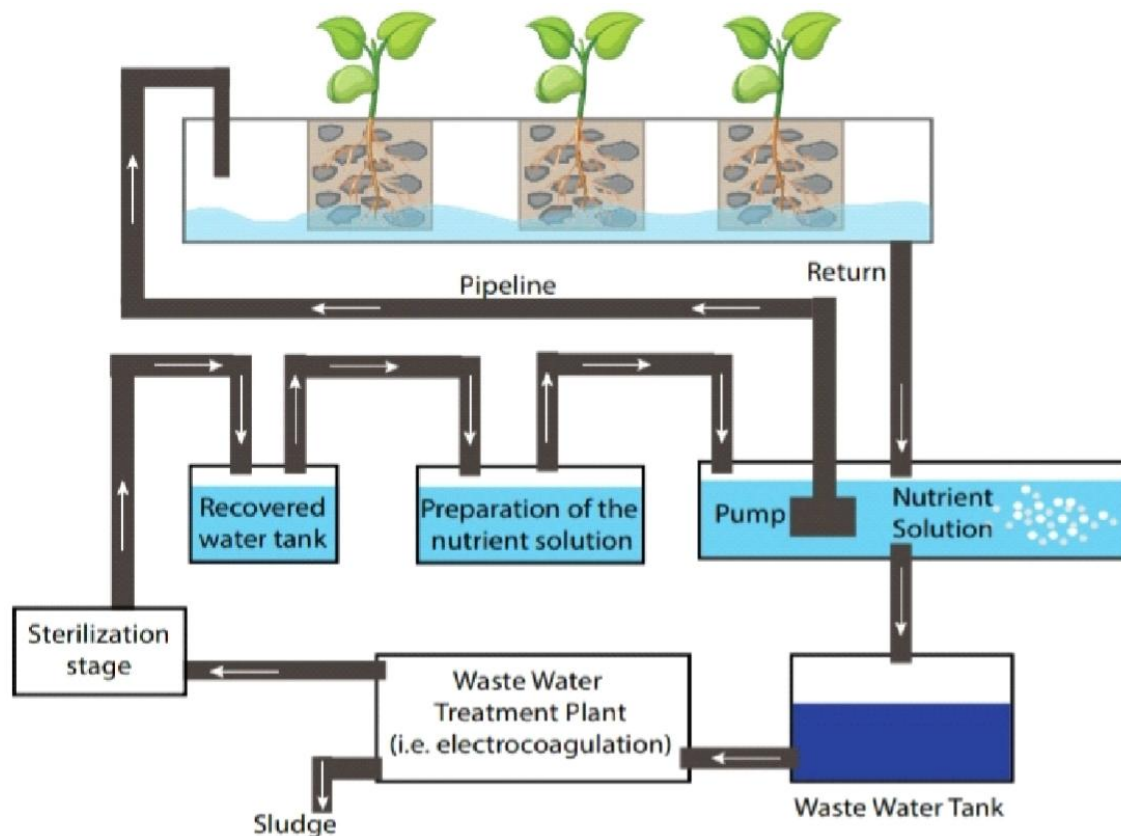 Pipeline
Return
Recovered
water tank
Preparation of the
nutrient solution
Pump
Nutrient
Solution
Sterilization
stage
Waste Water
Treatment Plant
(i.e. electrocoagulation)
Sludge
Waste Water Tank